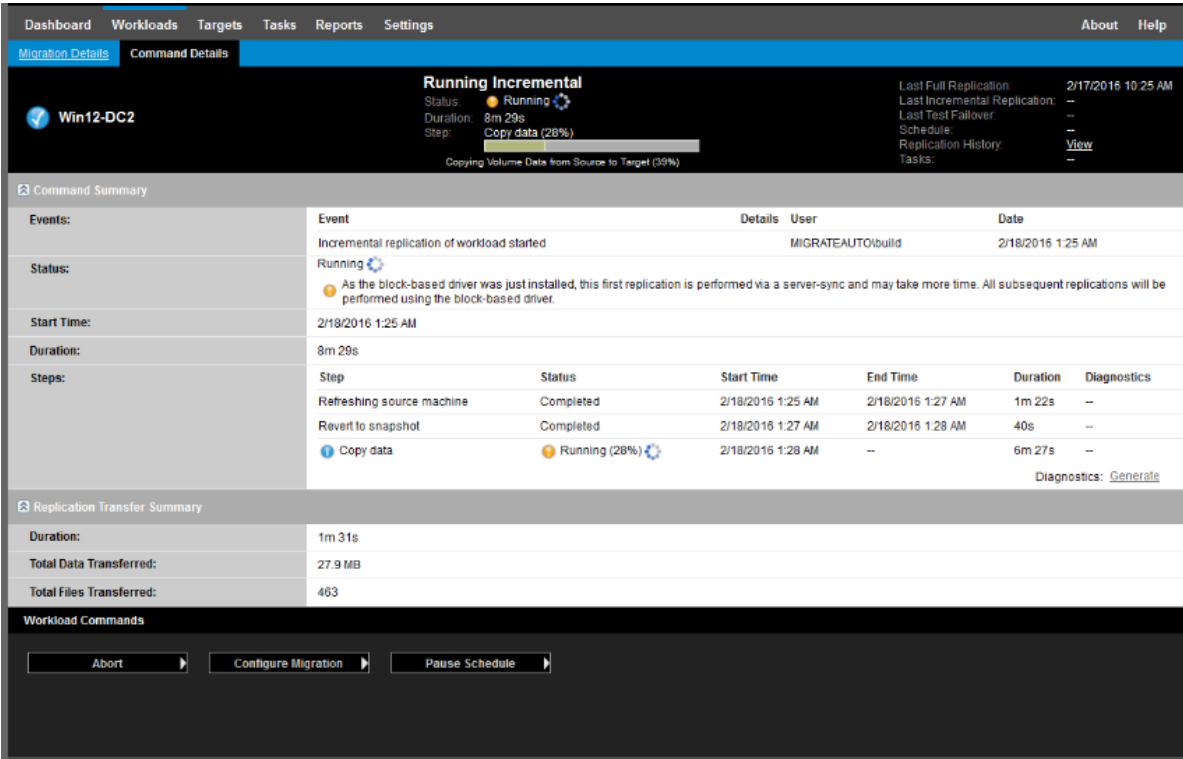 Dashboard Workloads Targets Tasks Reports Settings About Help
Migration Details Command Details
Win12-DC2
Running Incremental
Status: Running
Duration: 8m 29s
Step: Copy data (28%)
Copying Volume Data from Source to Target (39%)
Last Full Replication: 2/17/2016 10:25 AM
Last Incremental Replication: --
Last Test Failover: --
Schedule: --
Replication History: View
Tasks: --
Command Summary
Events:
Event Details User Date
Incremental replication of workload started MIGRATEAUTO\build 2/18/2016 1:25 AM
Status: Running
As the block-based driver was just installed, this first replication is performed via a server-sync and may take more time. All subsequent replications will be
performed using the block-based driver.
Start Time: 2/18/2016 1:25 AM
Duration: 8m 29s
Steps:
Step Status Start Time End Time Duration Diagnostics
Refreshing source machine Completed 2/18/2016 1:25 AM 2/18/2016 1:27 AM 1m 22s --
Revert to snapshot Completed 2/18/2016 1:27 AM 2/18/2016 1:28 AM 40s --
Copy data Running (28%) 2/18/2016 1:28 AM -- 6m 27s --
Diagnostics: Generate
Replication Transfer Summary
Duration: 1m 31s
Total Data Transferred: 27.9 MB
Total Files Transferred: 463
Workload Commands
Abort Configure Migration Pause Schedule